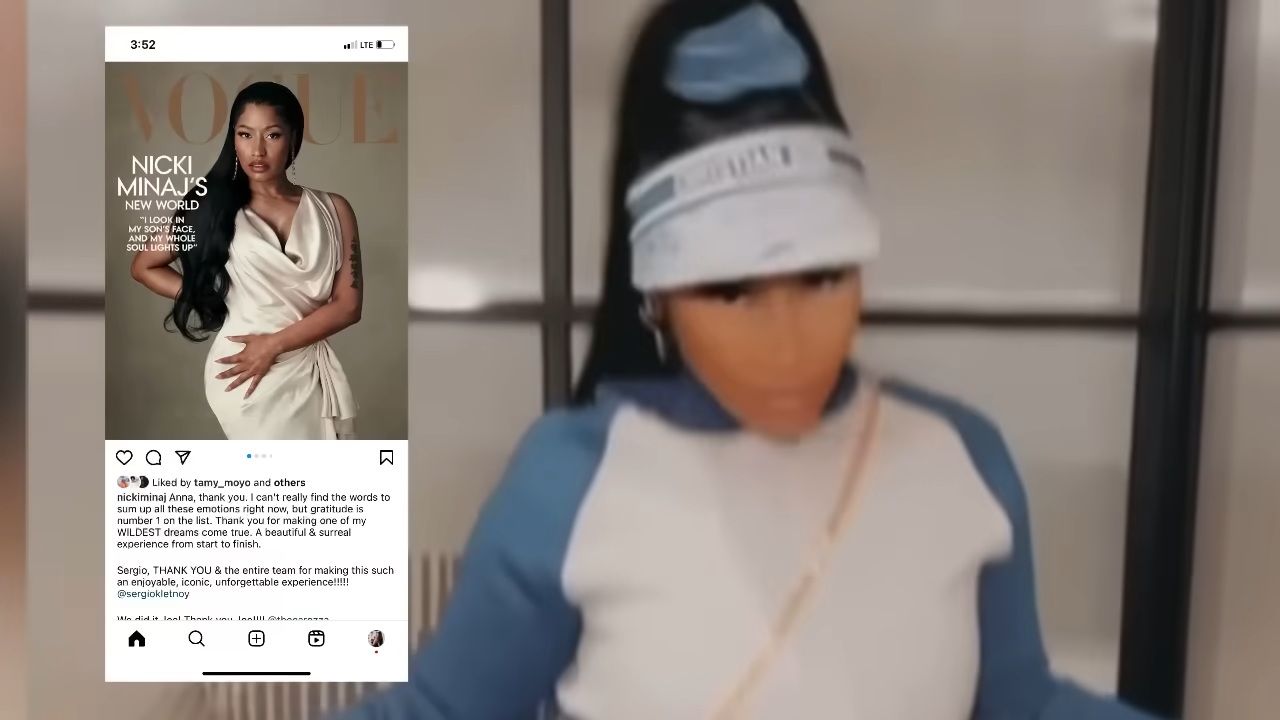 3:52
LTE
VOGUE
NICKI
MINAJ'S
NEW WORLD
"I LOOK IN
MY SON'S FACE,
AND MY WHOLE
SOUL LIGHTS UP"
Liked by tamy_moyo and others
nickiminaj Anna, thank you. I can't really find the words to
sum up all these emotions right now, but gratitude is
number 1 on the list. Thank you for making one of my
WILDEST dreams come true. A beautiful & surreal
experience from start to finish.
Sergio, THANK YOU & the entire team for making this such
an enjoyable, iconic, unforgettable experience!!!!!
@sergiokletnoy